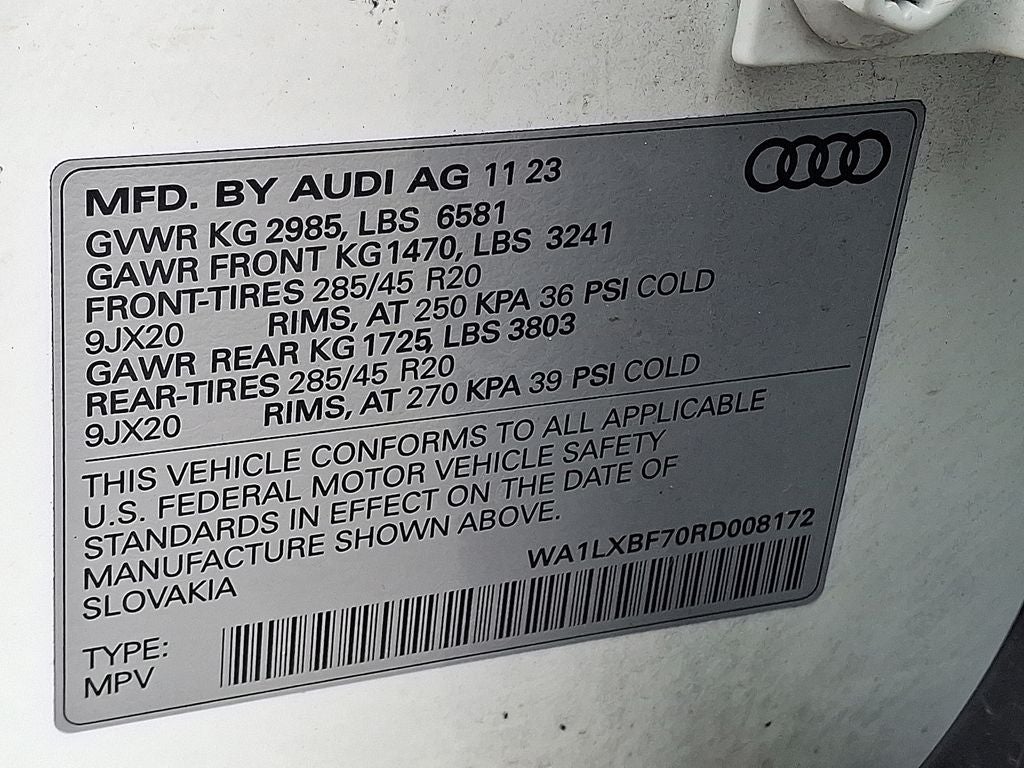 MFD. BY AUDI AG 11 23
GVWR KG 2985, LBS 6581
GAWR FRONT KG 1470, LBS 3241
FRONT-TIRES 285/45 R20
9JX20 RIMS, AT 250 KPA 36 PSI COLD
GAWR REAR KG 1725, LBS 3803
REAR-TIRES 285/45 R20
9JX20 RIMS, AT 270 KPA 39 PSI COLD
THIS VEHICLE CONFORMS TO ALL APPLICABLE
U.S. FEDERAL MOTOR VEHICLE SAFETY
STANDARDS IN EFFECT ON THE DATE OF
MANUFACTURE SHOWN ABOVE.
SLOVAKIA WA1LXBF70RD008172
TYPE:
MPV